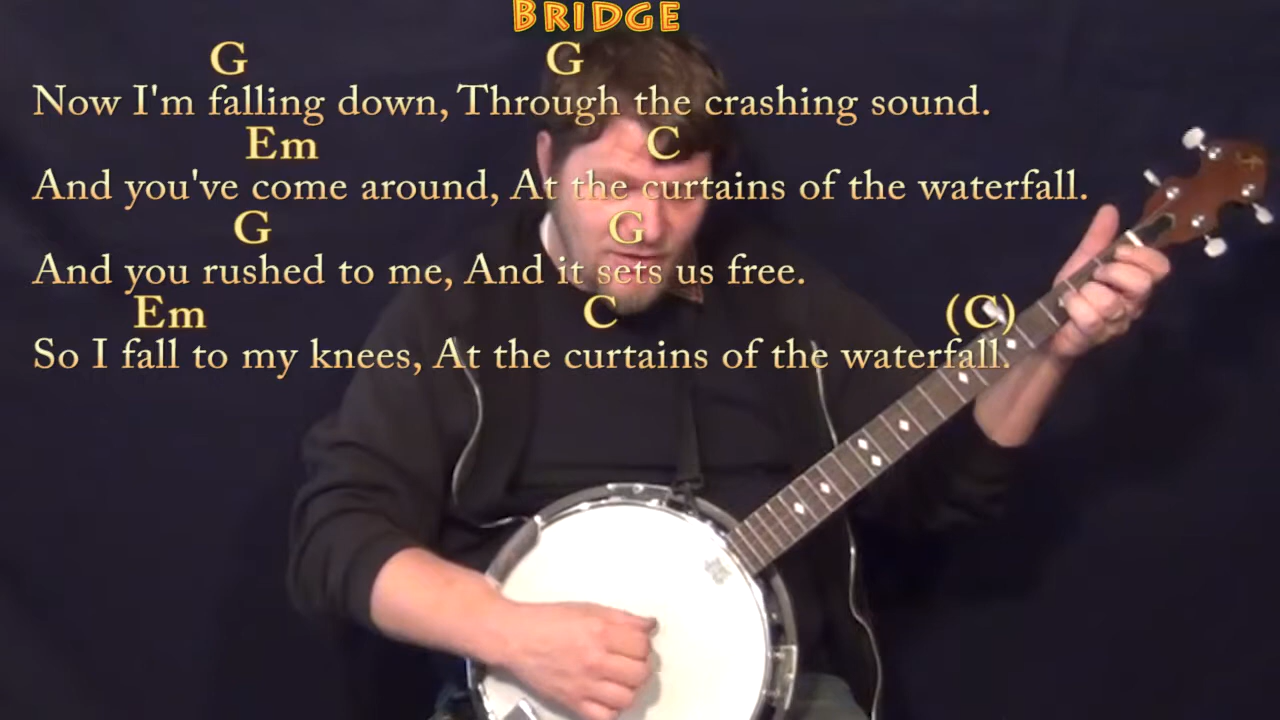 BRIDGE
G G
Now I'm falling down, Through the crashing sound.
Em C
And you've come around, At the curtains of the waterfall.
G G
And you rushed to me, And it sets us free.
Em C (C)
So I fall to my knees, At the curtains of the waterfall.